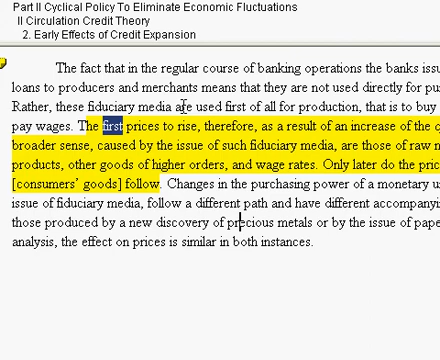 Part II Cyclical Policy To Eliminate Economic Fluctuations
II Circulation Credit Theory
2. Early Effects of Credit Expansion
The fact that in the regular course of banking operations the banks issu
loans to producers and merchants means that they are not used directly for pu
Rather, these fiduciary media are used first of all for production, that is to buy
pay wages. The first prices to rise, therefore, as a result of an increase of the q
broader sense, caused by the issue of such fiduciary media, are those of raw m
products, other goods of higher orders, and wage rates. Only later do the pric
[consumers' goods] follow. Changes in the purchasing power of a monetary u
issue of fiduciary media, follow a different path and have different accompanyi
those produced by a new discovery of precious metals or by the issue of pape
analysis, the effect on prices is similar in both instances.